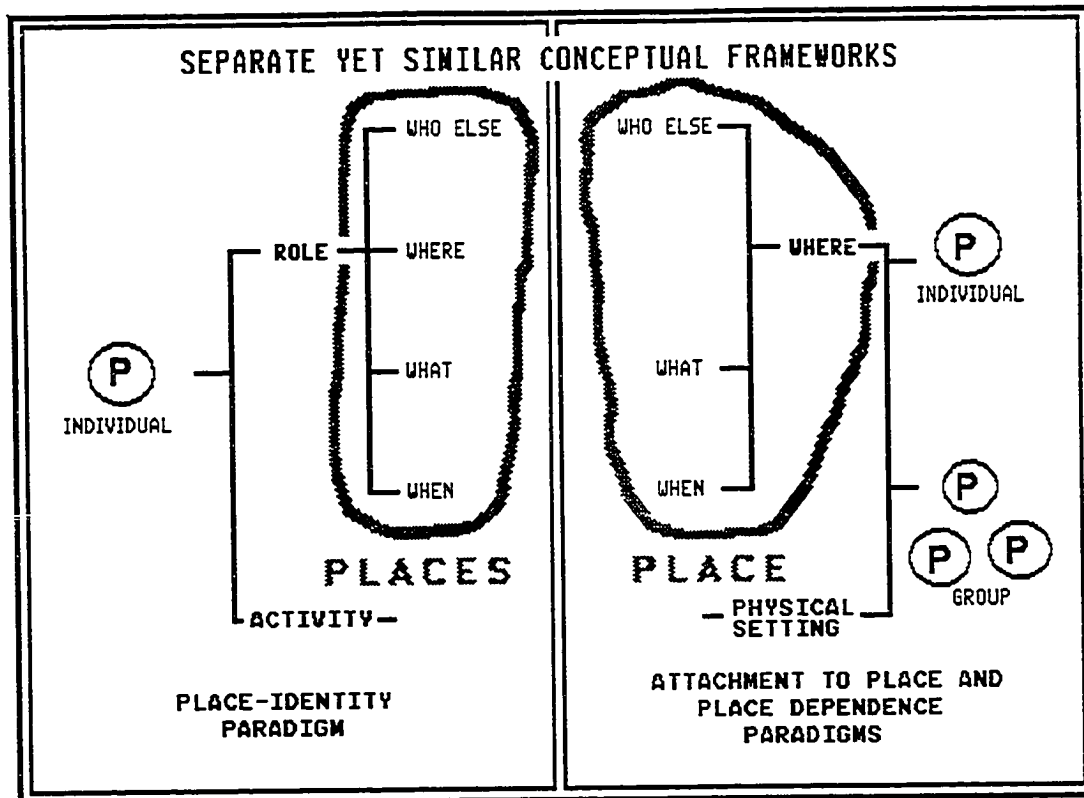 SEPARATE YET SIMILAR CONCEPTUAL FRAMEWORKS
WHO ELSE
ROLE
WHERE
P
INDIVIDUAL
WHAT
WHEN
PLACES
ACTIVITY
PLACE-IDENTITY
PARADIGM
WHO ELSE
WHERE
P
INDIVIDUAL
WHAT
WHEN
P
P
P
GROUP
PLACE
PHYSICAL
SETTING
ATTACHMENT TO PLACE AND
PLACE DEPENDENCE
PARADIGMS